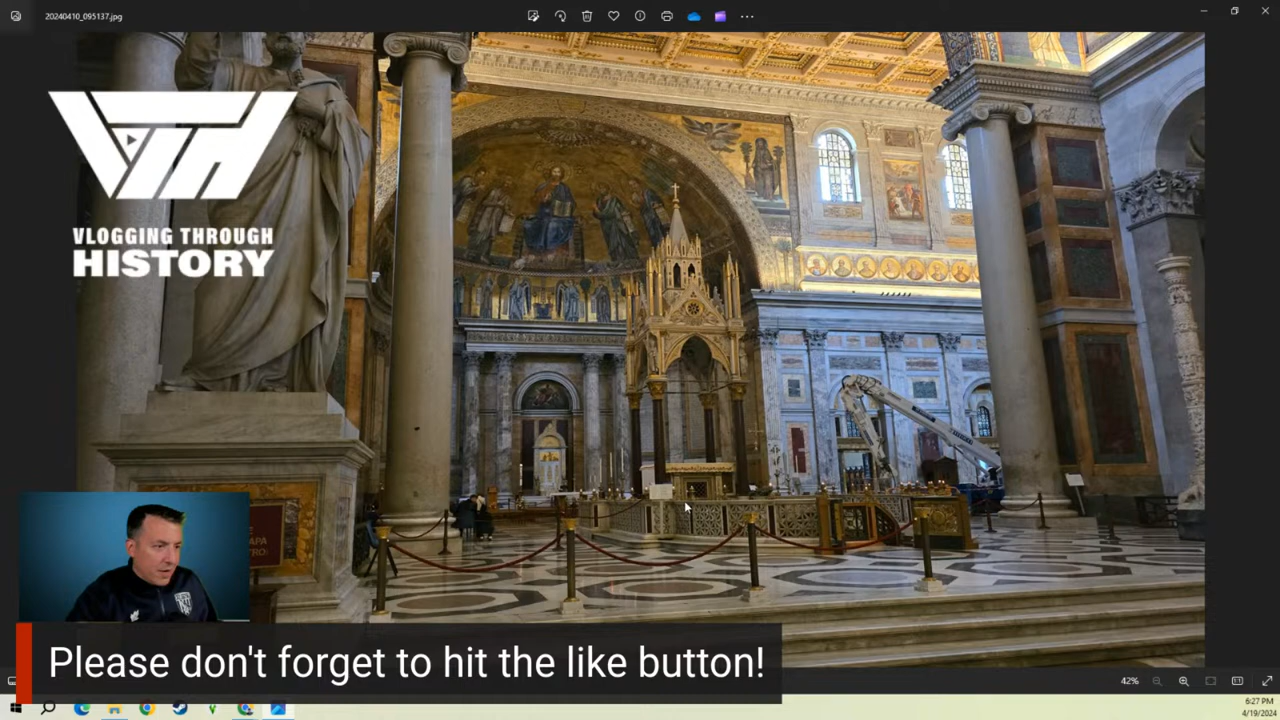 20240410_095137.jpg
VTH
VLOGGING THROUGH
HISTORY
Please don't forget to hit the like button!
42%
6:27 PM
4/19/2024